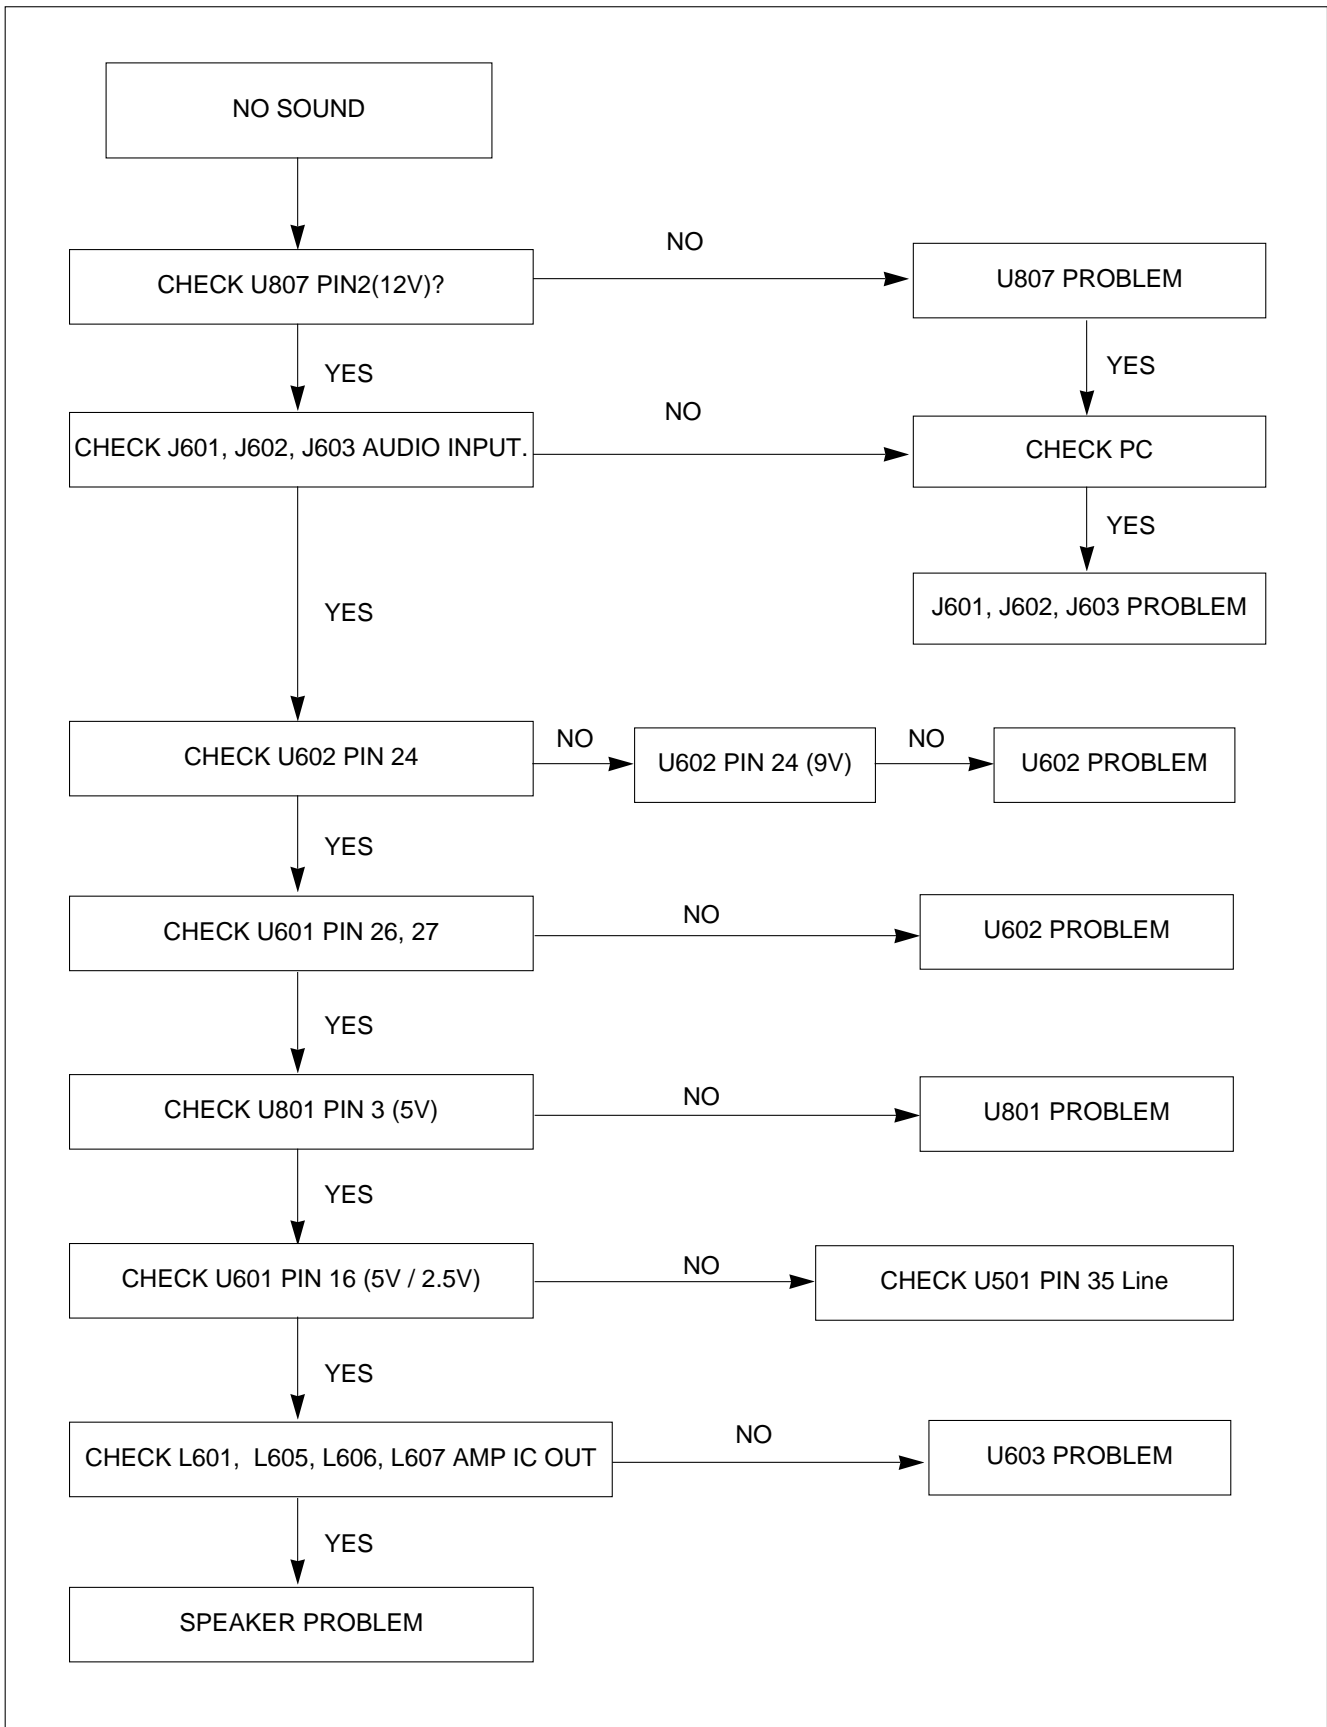 NO SOUND
NO
CHECK U807 PIN2(12V)?
U807 PROBLEM
YES
YES
NO
CHECK J601, J602, J603 AUDIO INPUT.
CHECK PC
YES
J601, J602, J603 PROBLEM
YES
NO
NO
CHECK U602 PIN 24
U602 PIN 24 (9V)
U602 PROBLEM
YES
NO
CHECK U601 PIN 26, 27
U602 PROBLEM
YES
NO
CHECK U801 PIN 3 (5V)
U801 PROBLEM
YES
NO
CHECK U601 PIN 16 (5V / 2.5V)
CHECK U501 PIN 35 Line
YES
NO
CHECK L601, L605, L606, L607 AMP IC OUT
U603 PROBLEM
YES
SPEAKER PROBLEM